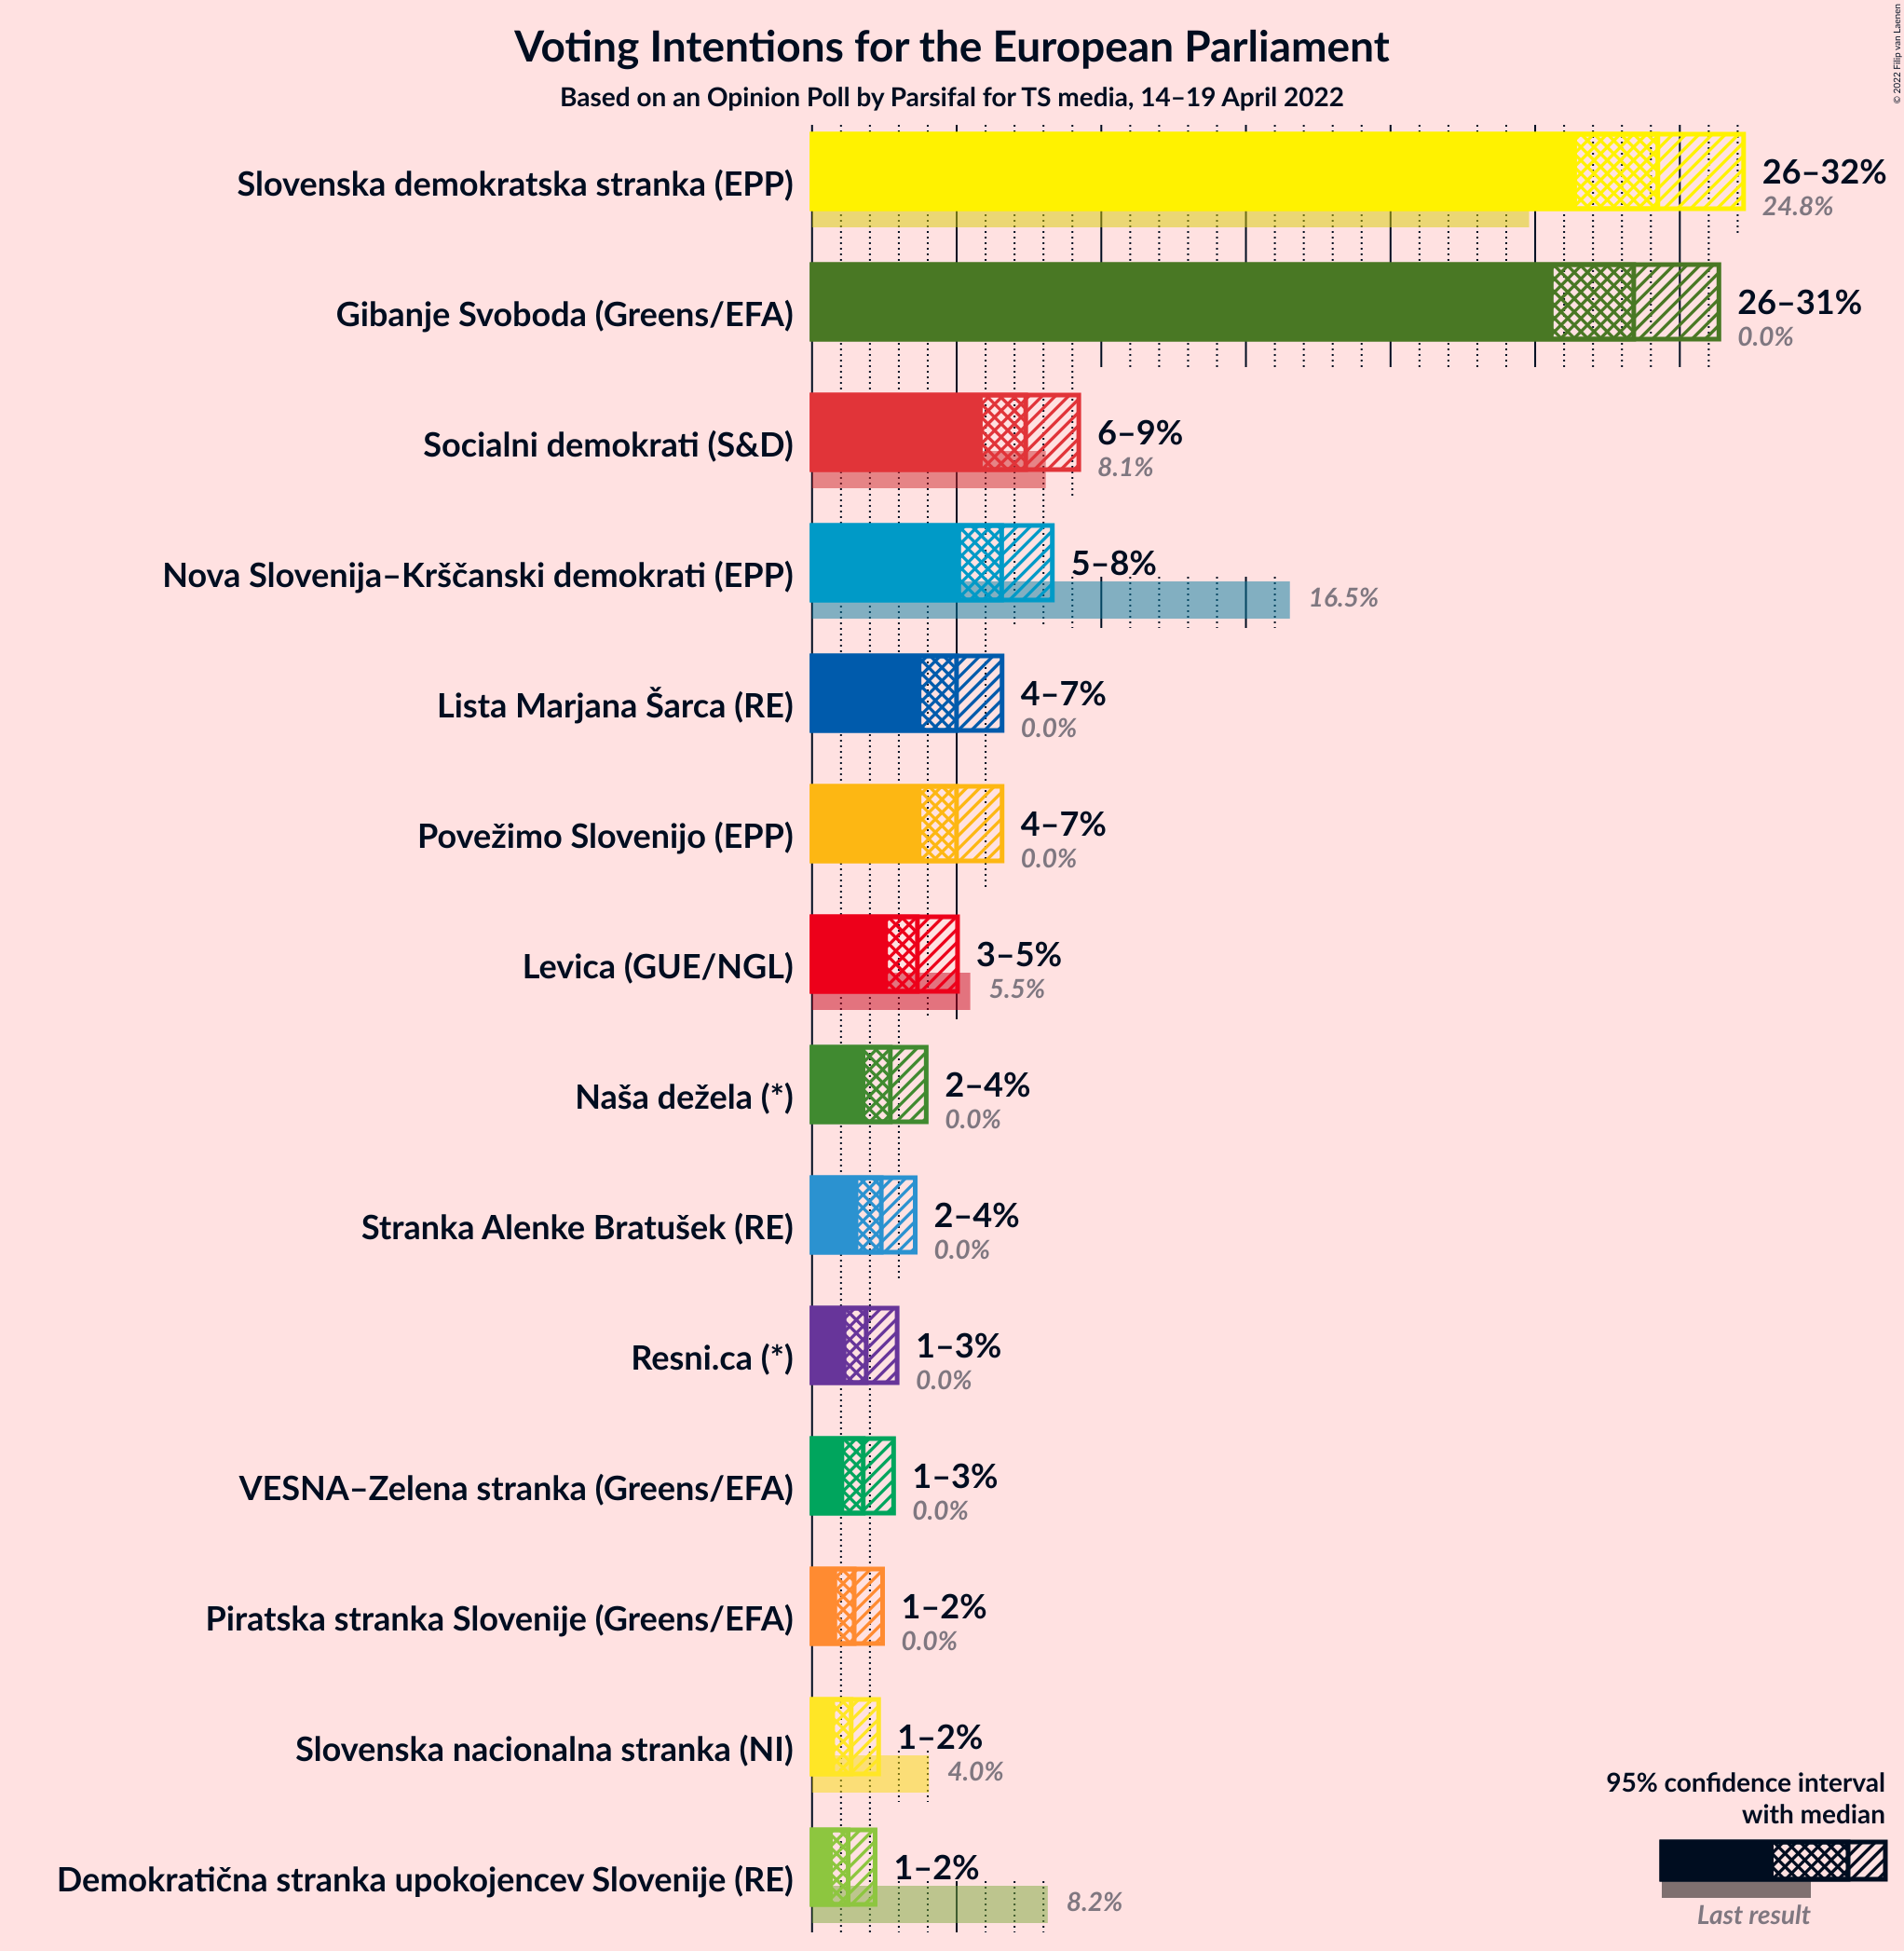 Voting Intentions for the European Parliament
Based on an Opinion Poll by Parsifal for TS media, 14–19 April 2022
© 2022 Filip van Laenen
Slovenska demokratska stranka (EPP)
26–32%
24.8%
Gibanje Svoboda (Greens/EFA)
26–31%
0.0%
Socialni demokrati (S&D)
6–9%
8.1%
Nova Slovenija–Krščanski demokrati (EPP)
5–8%
16.5%
Lista Marjana Šarca (RE)
4–7%
0.0%
Povežimo Slovenijo (EPP)
4–7%
0.0%
Levica (GUE/NGL)
3–5%
5.5%
Naša dežela (*)
2–4%
0.0%
Stranka Alenke Bratušek (RE)
2–4%
0.0%
Resni.ca (*)
1–3%
0.0%
VESNA–Zelena stranka (Greens/EFA)
1–3%
0.0%
Piratska stranka Slovenije (Greens/EFA)
1–2%
0.0%
Slovenska nacionalna stranka (NI)
1–2%
4.0%
Demokratična stranka upokojencev Slovenije (RE)
1–2%
8.2%
95% confidence interval
with median
Last result